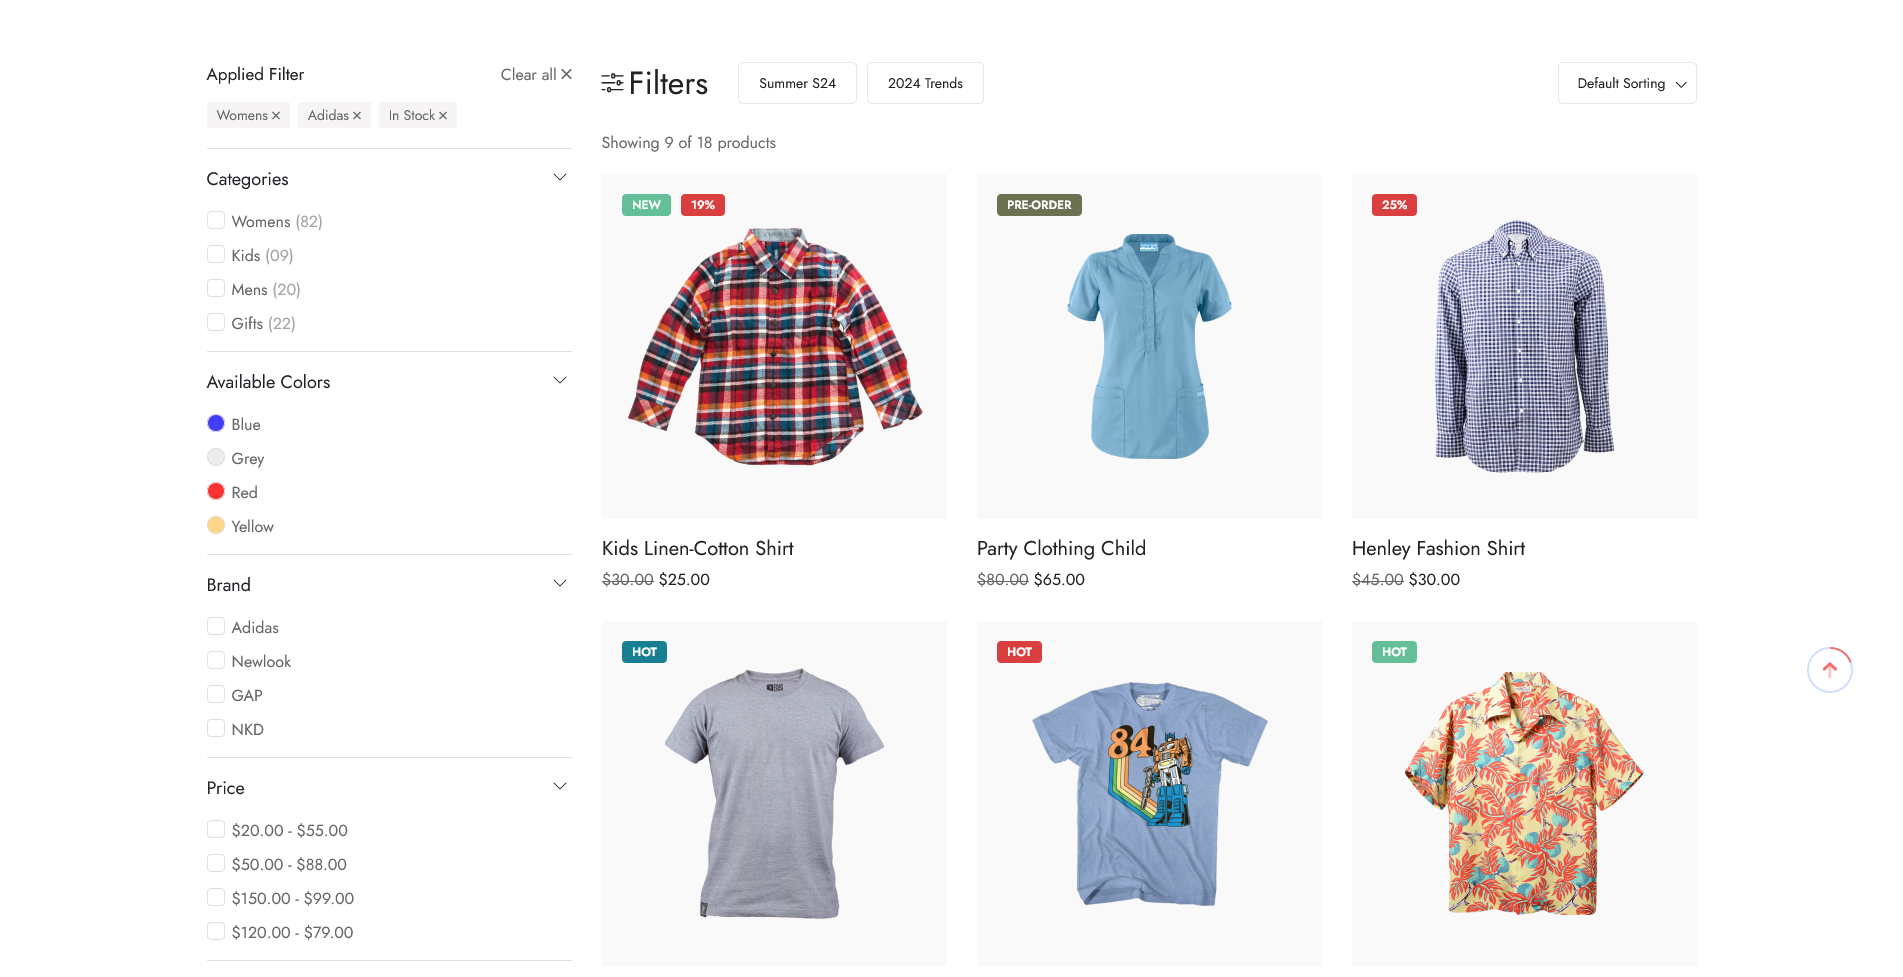 Applied Filter
Clear all
Womens
Adidas
In Stock
Categories
Womens (82)
Kids (09)
Mens (20)
Gifts (22)
Available Colors
Blue
Grey
Red
Yellow
Brand
Adidas
Newlook
GAP
NKD
Price
$20.00 - $55.00
$50.00 - $88.00
$150.00 - $99.00
$120.00 - $79.00
Filters
Summer S24
2024 Trends
Default Sorting
Showing 9 of 18 products
NEW
19%
Kids Linen-Cotton Shirt
$30.00 $25.00
PRE-ORDER
Party Clothing Child
$80.00 $65.00
25%
Henley Fashion Shirt
$45.00 $30.00
HOT
HOT
84
HOT